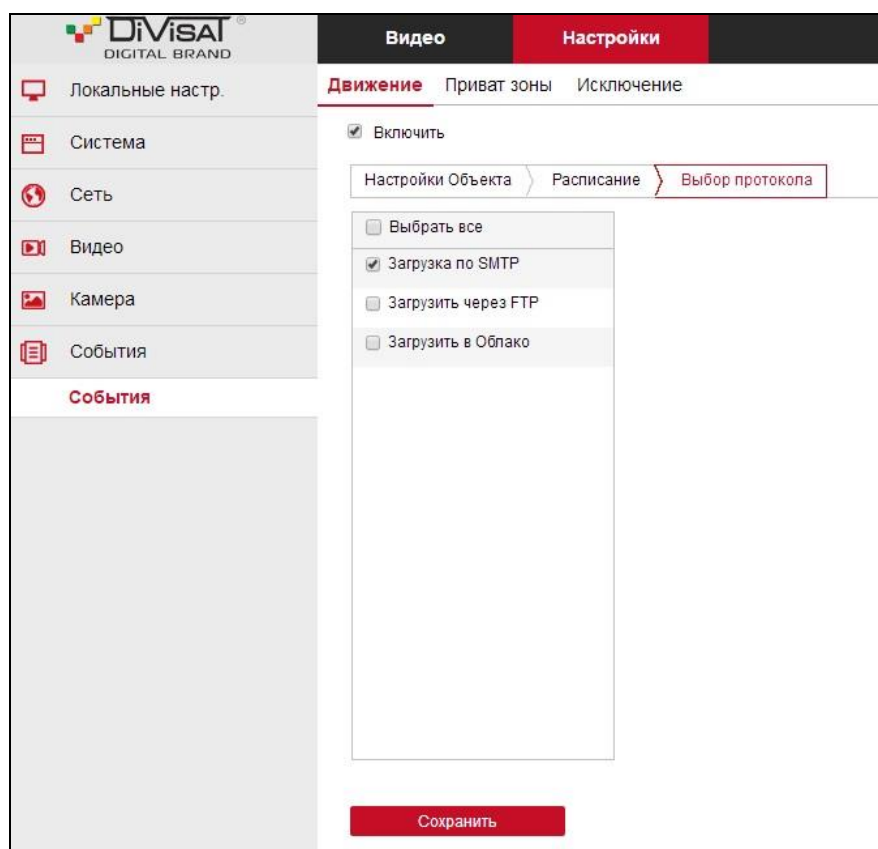 DiViSAT ®
DIGITAL BRAND
Видео
Настройки
Локальные настр.
Система
Сеть
Видео
Камера
События
События
Движение
Приват зоны
Исключение
Включить
Настройки Объекта
Расписание
Выбор протокола
Выбрать все
Загрузка по SMTP
Загрузить через FTP
Загрузить в Облако
Сохранить